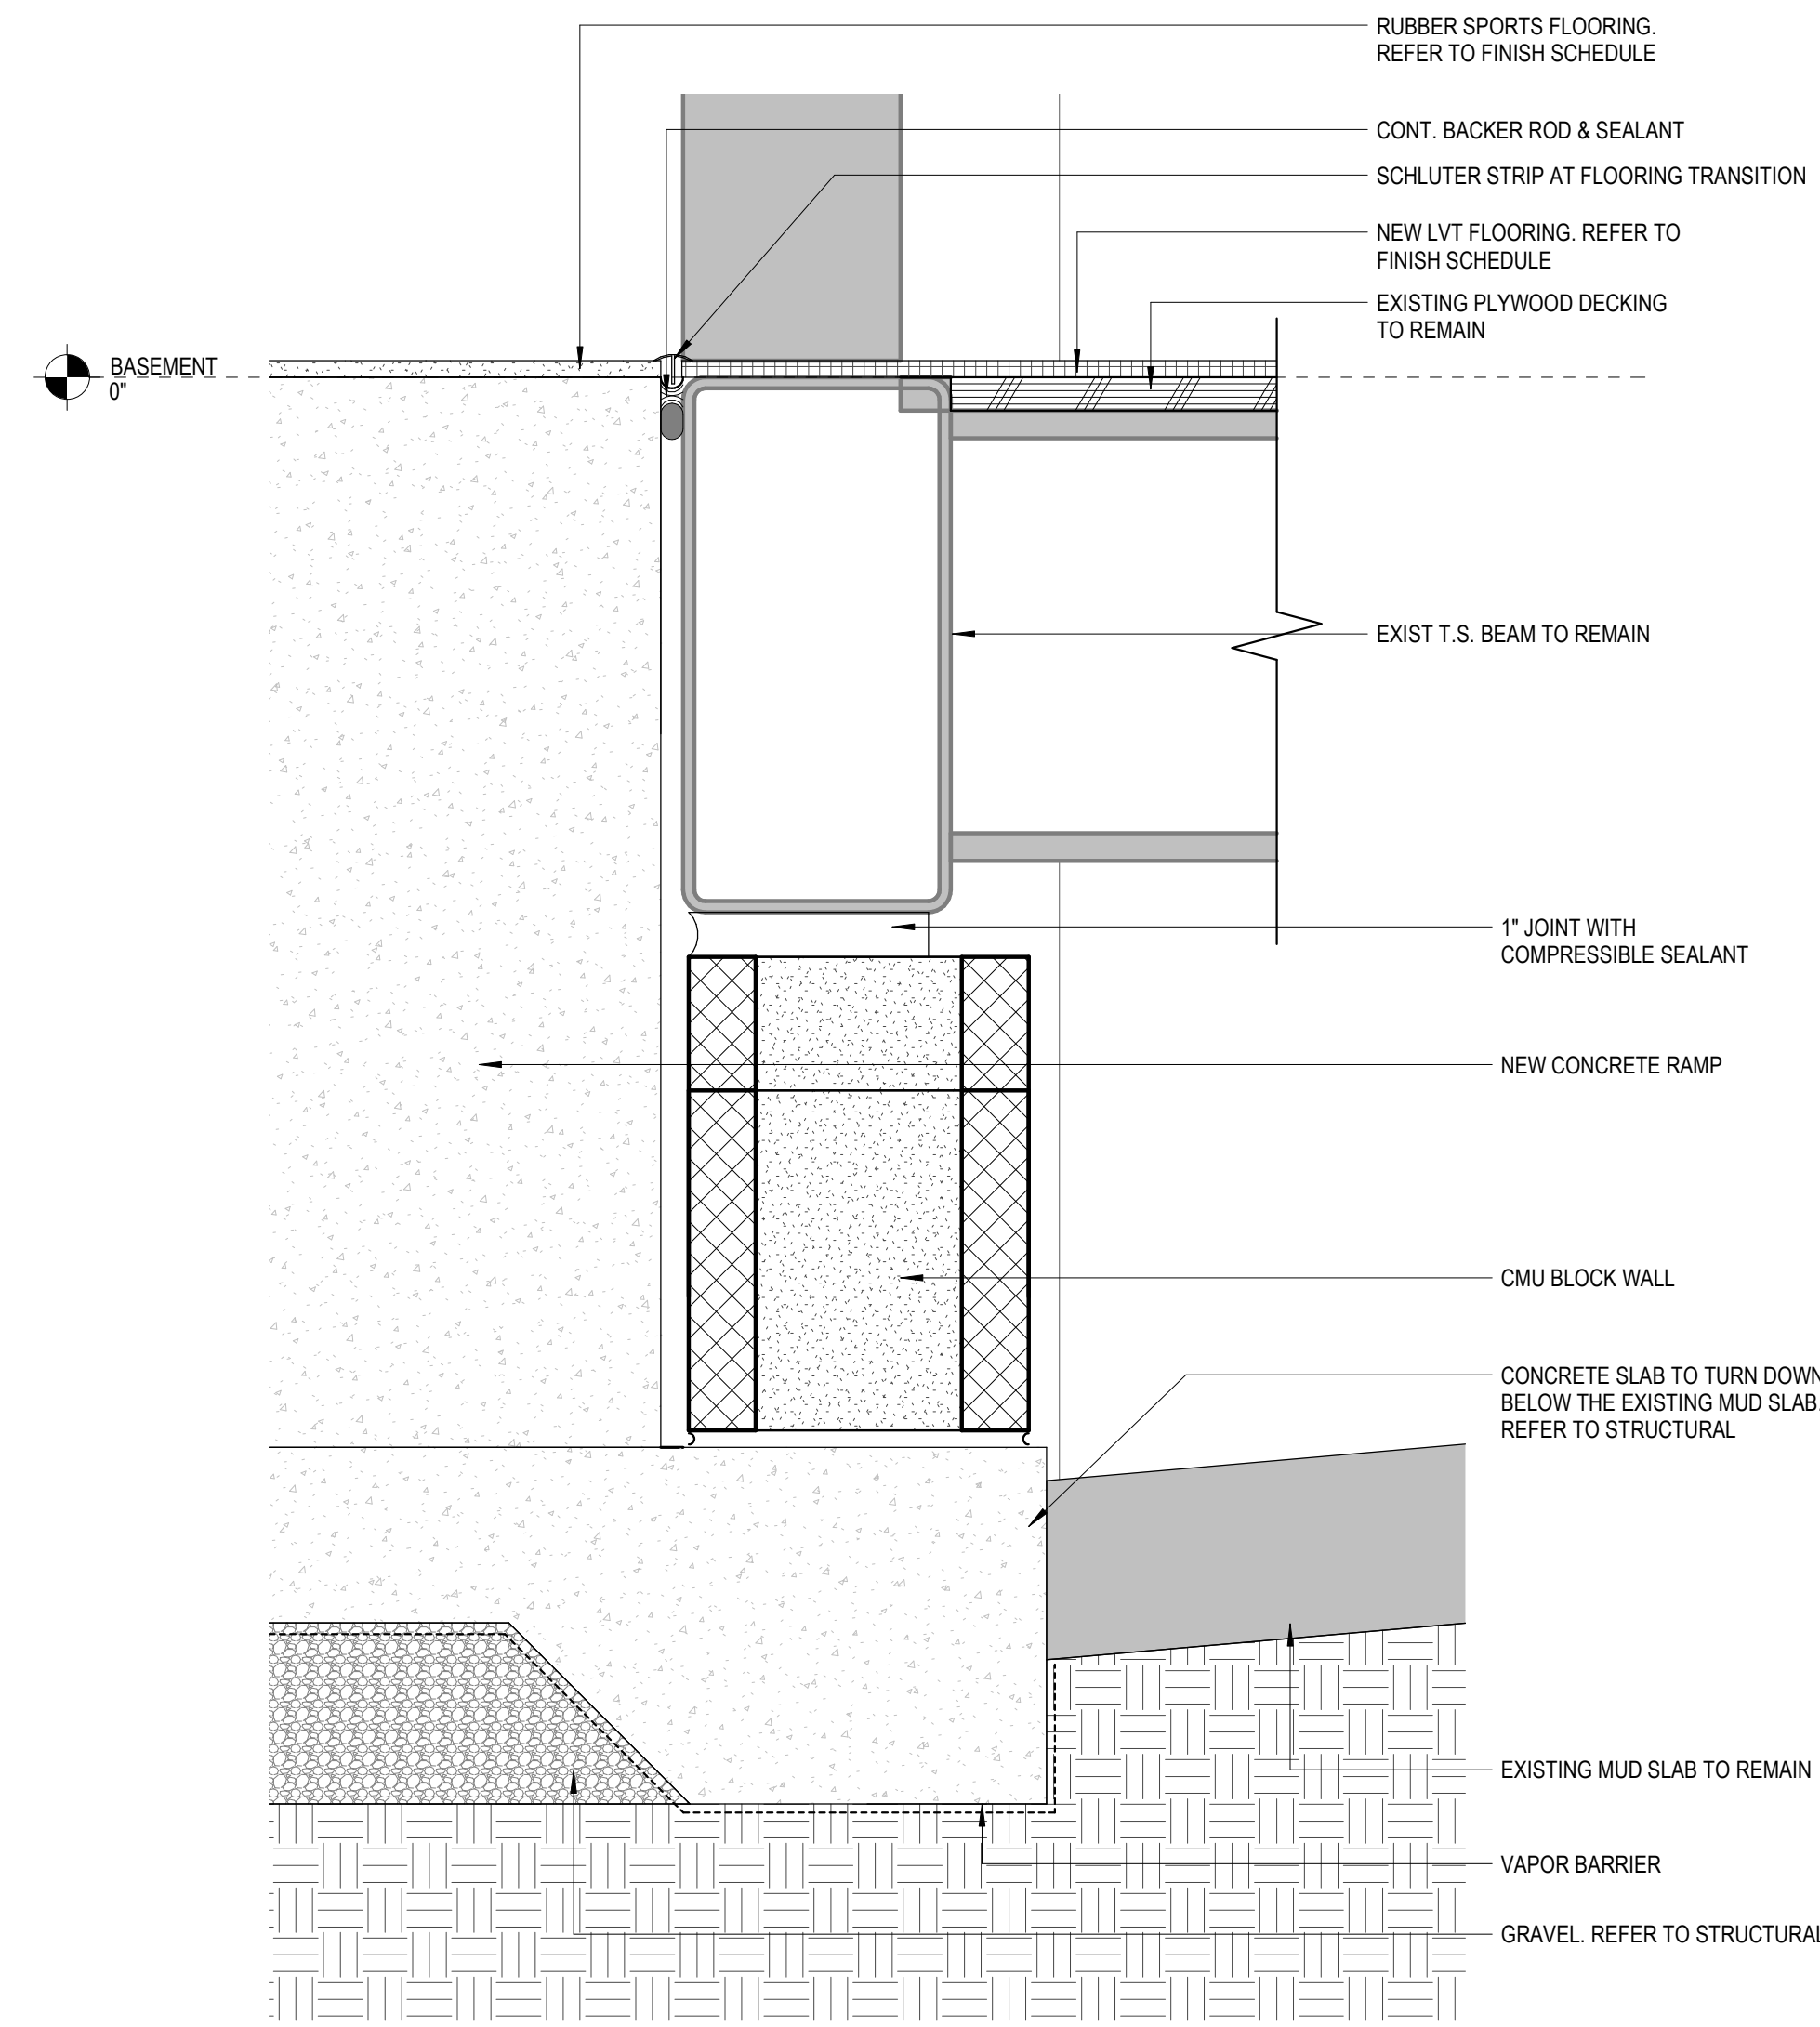 RUBBER SPORTS FLOORING.
REFER TO FINISH SCHEDULE
CONT. BACKER ROD & SEALANT
SCHLUTER STRIP AT FLOORING TRANSITION
NEW LVT FLOORING. REFER TO
FINISH SCHEDULE
EXISTING PLYWOOD DECKING
TO REMAIN
BASEMENT
0"
EXIST T.S. BEAM TO REMAIN
1" JOINT WITH
COMPRESSIBLE SEALANT
NEW CONCRETE RAMP
CMU BLOCK WALL
CONCRETE SLAB TO TURN DOWN
BELOW THE EXISTING MUD SLAB.
REFER TO STRUCTURAL
EXISTING MUD SLAB TO REMAIN
VAPOR BARRIER
GRAVEL. REFER TO STRUCTURAL